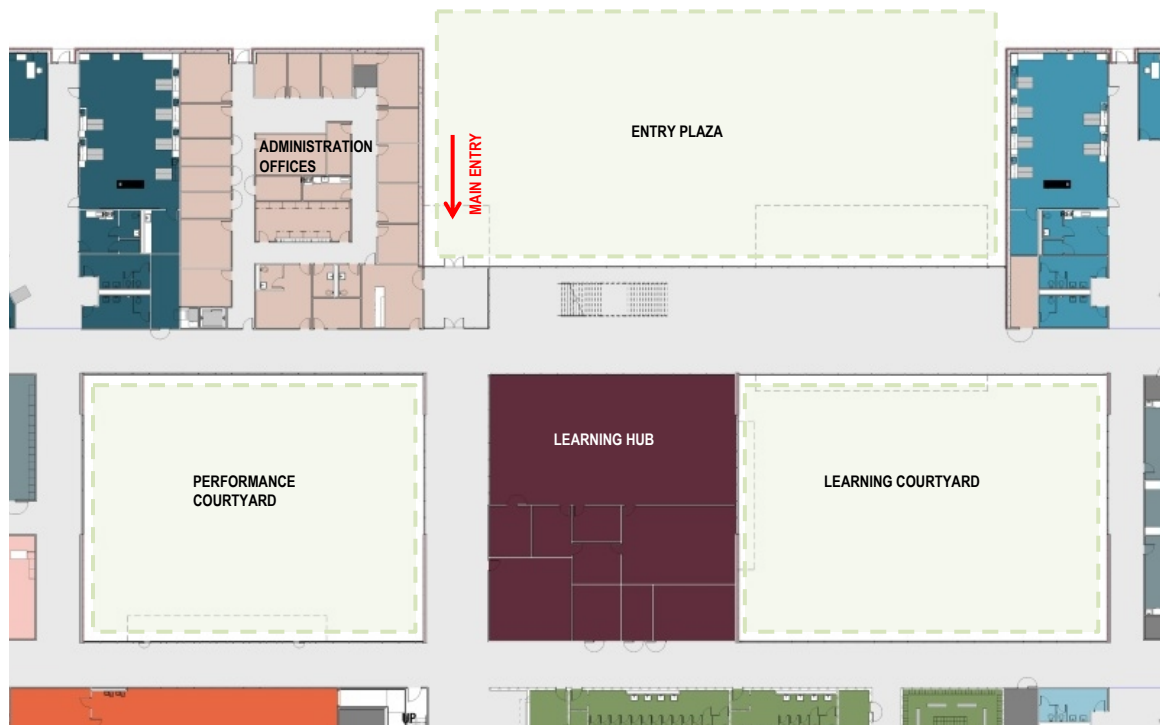 ENTRY PLAZA
MAIN ENTRY
ADMINISTRATION
OFFICES
LEARNING HUB
PERFORMANCE
COURTYARD
LEARNING COURTYARD
UP